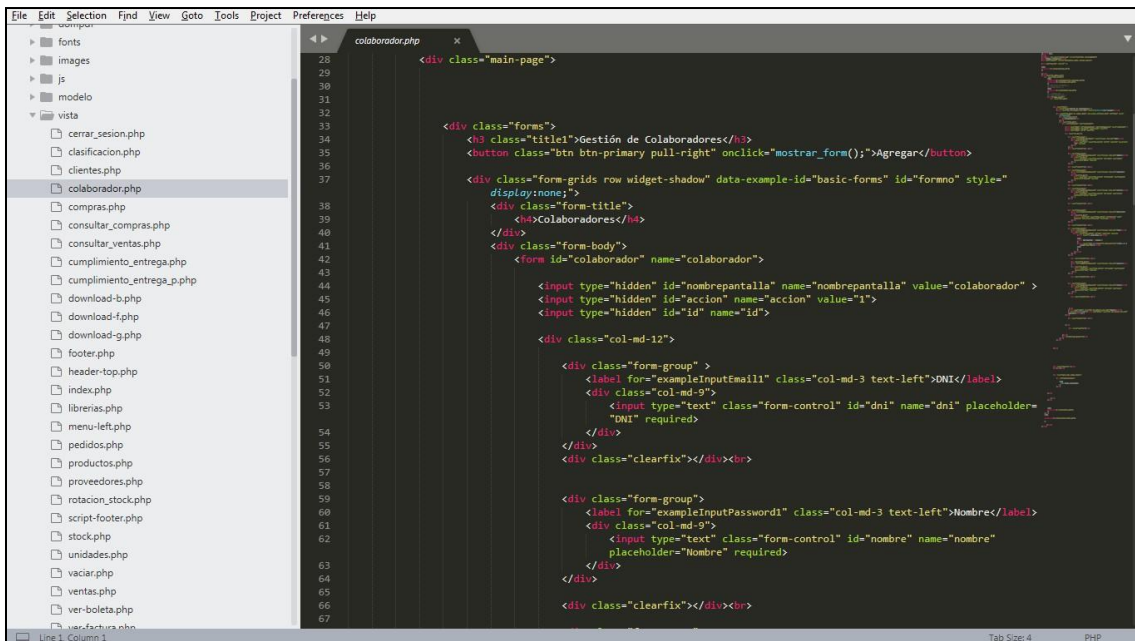 File Edit Selection Find View Goto Tools Project Preferences Help
fonts
images
js
modelo
vista
cerrar_sesion.php
clasificacion.php
clientes.php
colaborador.php
compras.php
consultar_compras.php
consultar_ventas.php
cumplimiento_entrega.php
cumplimiento_entrega_p.php
download-b.php
download-f.php
download-g.php
footer.php
header-top.php
index.php
librerias.php
menu-left.php
pedidos.php
productos.php
proveedores.php
rotacion_stock.php
script-footer.php
stock.php
unidades.php
vaciar.php
ventas.php
ver-boleta.php
ver-factura.php
colaborador.php ×
28 <div class="main-page">
29
30
31
32
33 <div class="forms">
34 <h3 class="title1">Gestión de Colaboradores</h3>
35 <button class="btn btn-primary pull-right" onclick="mostrar_form();">Agregar</button>
36
37 <div class="form-grids row widget-shadow" data-example-id="basic-forms" id="formno" style="
display:none;">
38 <div class="form-title">
39 <h4>Colaboradores</h4>
40 </div>
41 <div class="form-body">
42 <form id="colaborador" name="colaborador">
43
44 <input type="hidden" id="nombrepantalla" name="nombrepantalla" value="colaborador" >
45 <input type="hidden" id="accion" name="accion" value="1">
46 <input type="hidden" id="id" name="id">
47
48 <div class="col-md-12">
49
50 <div class="form-group" >
51 <label for="exampleInputEmail1" class="col-md-3 text-left">DNI</label>
52 <div class="col-md-9">
53 <input type="text" class="form-control" id="dni" name="dni" placeholder=
"DNI" required>
54 </div>
55 </div>
56 <div class="clearfix"></div><br>
57
58
59 <div class="form-group">
60 <label for="exampleInputPassword1" class="col-md-3 text-left">Nombre</label>
61 <div class="col-md-9">
62 <input type="text" class="form-control" id="nombre" name="nombre"
placeholder="Nombre" required>
63 </div>
64 </div>
65
66 <div class="clearfix"></div><br>
67
Line 1, Column 1
Tab Size: 4 PHP